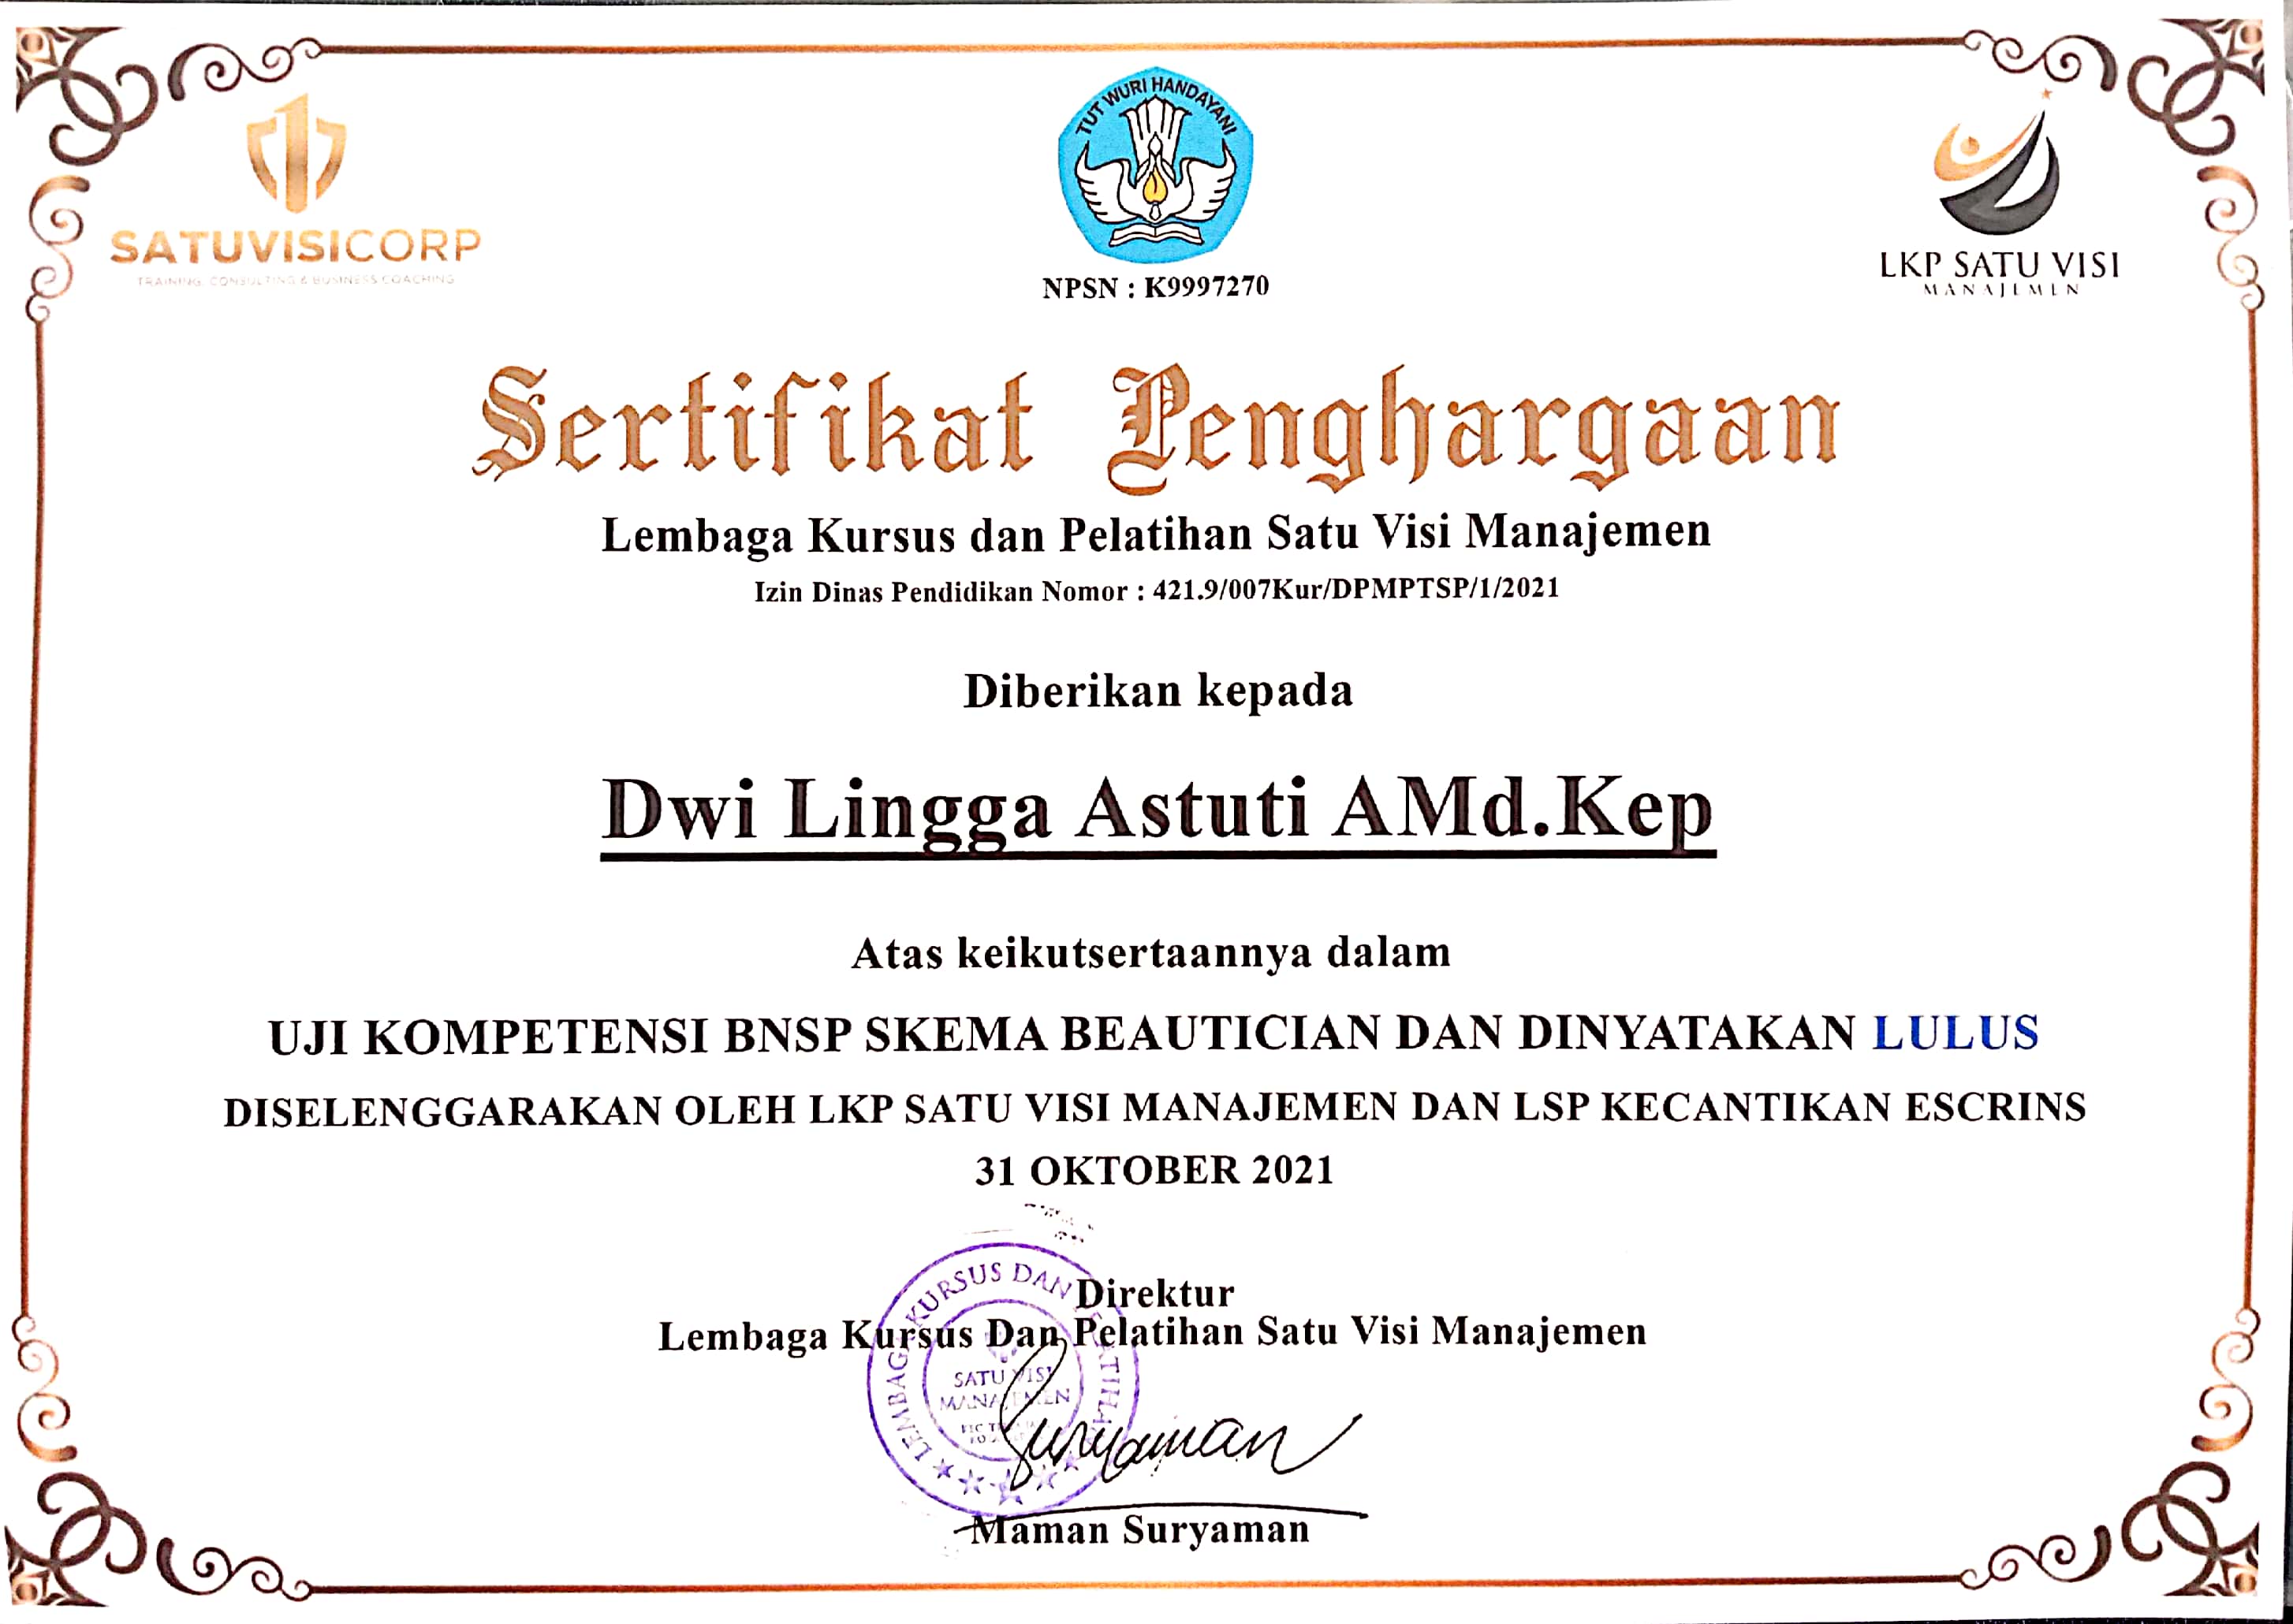 TUT WURI HANDAYANI
SATUVISICORP
TRAINING, CONSULTING & BUSINESS COACHING
NPSN : K9997270
LKP SATU VISI
MANAJEMEN
Sertifikat Penghargaan
Lembaga Kursus dan Pelatihan Satu Visi Manajemen
Izin Dinas Pendidikan Nomor : 421.9/007Kur/DPMPTSP/1/2021
Diberikan kepada
Dwi Lingga Astuti AMd.Kep
Atas keikutsertaannya dalam
UJI KOMPETENSI BNSP SKEMA BEAUTICIAN DAN DINYATAKAN LULUS
DISELENGGARAKAN OLEH LKP SATU VISI MANAJEMEN DAN LSP KECANTIKAN ESCRINS
31 OKTOBER 2021
Direktur
Lembaga Kursus Dan Pelatihan Satu Visi Manajemen
LEMBAGA KURSUS DAN PELATIHAN
SATU VISI
MANAJEMEN
Suryaman
Maman Suryaman